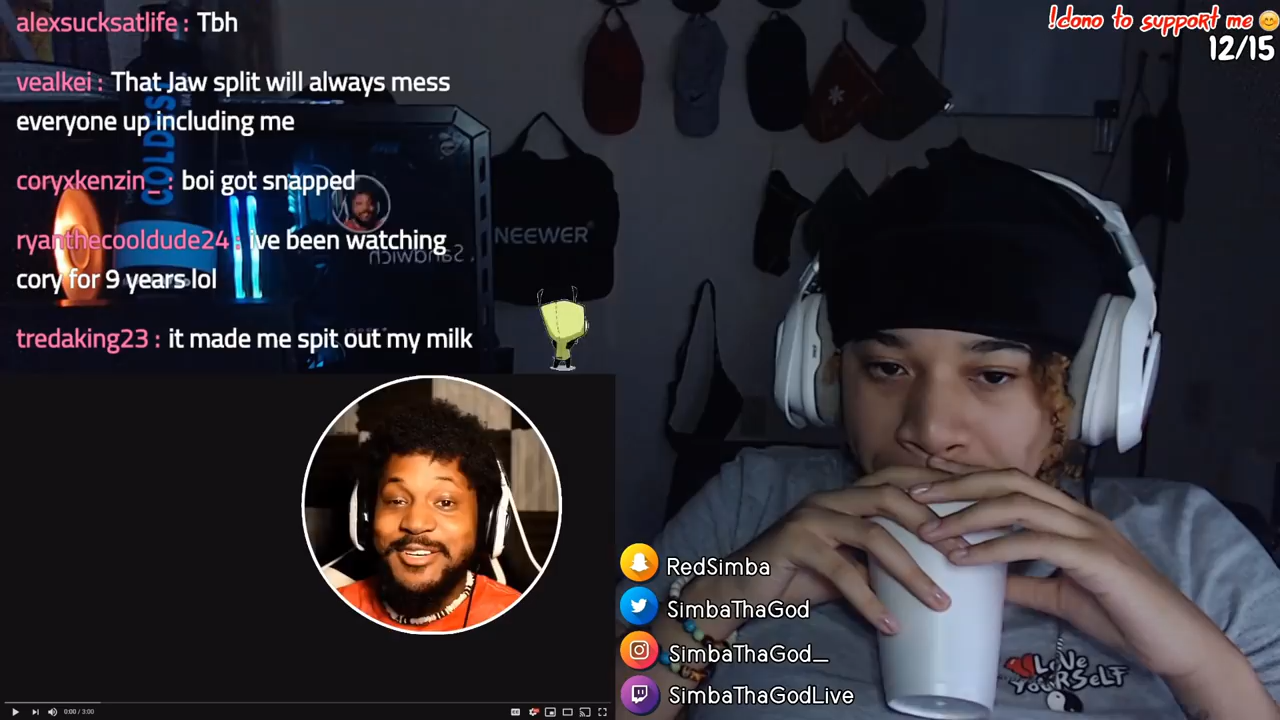 alexsucksatlife : Tbh
vealkei : That Jaw split will always mess
everyone up including me
coryxkenzin_ : boi got snapped
ryanthecooldude24 : ive been watching
cory for 9 years lol
tredaking23 : it made me spit out my milk
!dono to support me 😊
12/15
COLDEST
NEEWER®
Sandwich
0:00 / 3:00
RedSimba
SimbaThaGod
SimbaThaGod_
SimbaThaGodLive
LoVe
YoURSELF